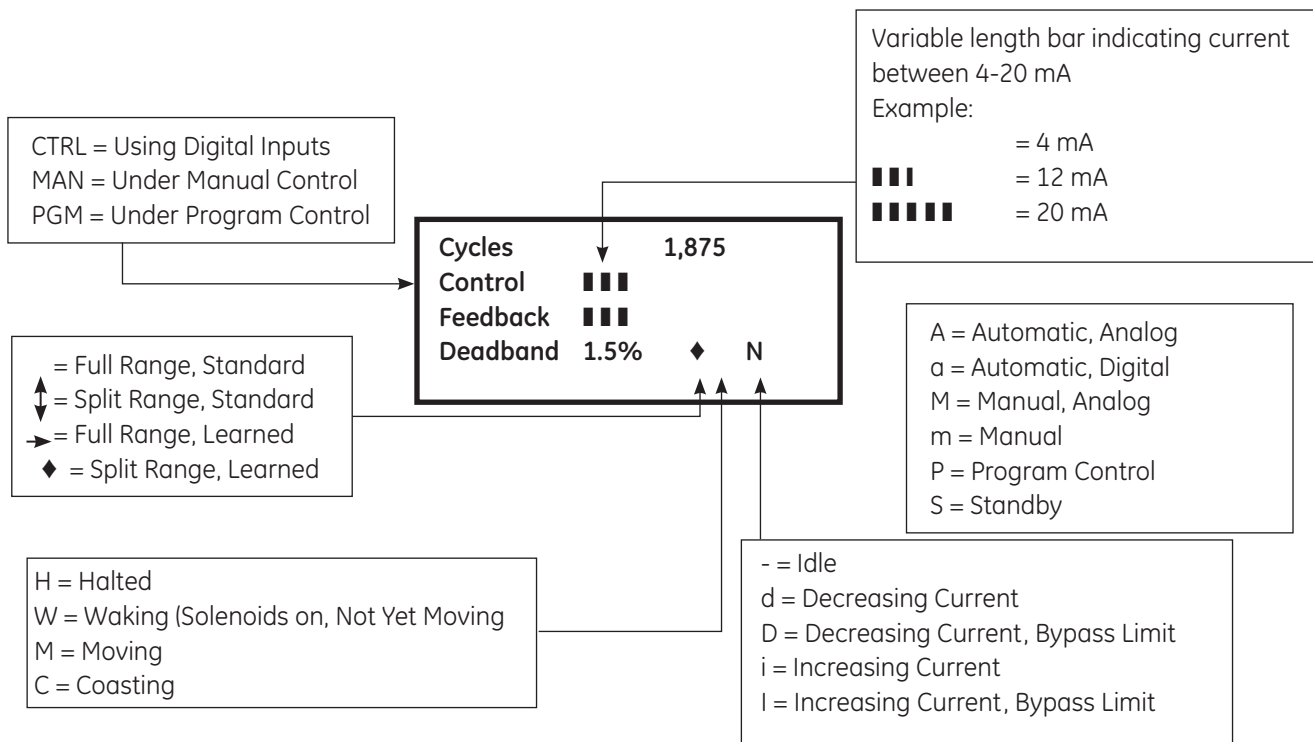 Variable length bar indicating current
between 4-20 mA
Example:
= 4 mA
= 12 mA
= 20 mA
CTRL = Using Digital Inputs
MAN = Under Manual Control
PGM = Under Program Control
Cycles 1,875
Control
Feedback
Deadband 1.5% ♦ N
= Full Range, Standard
= Split Range, Standard
= Full Range, Learned
♦ = Split Range, Learned
A = Automatic, Analog
a = Automatic, Digital
M = Manual, Analog
m = Manual
P = Program Control
S = Standby
H = Halted
W = Waking (Solenoids on, Not Yet Moving
M = Moving
C = Coasting
- = Idle
d = Decreasing Current
D = Decreasing Current, Bypass Limit
i = Increasing Current
I = Increasing Current, Bypass Limit